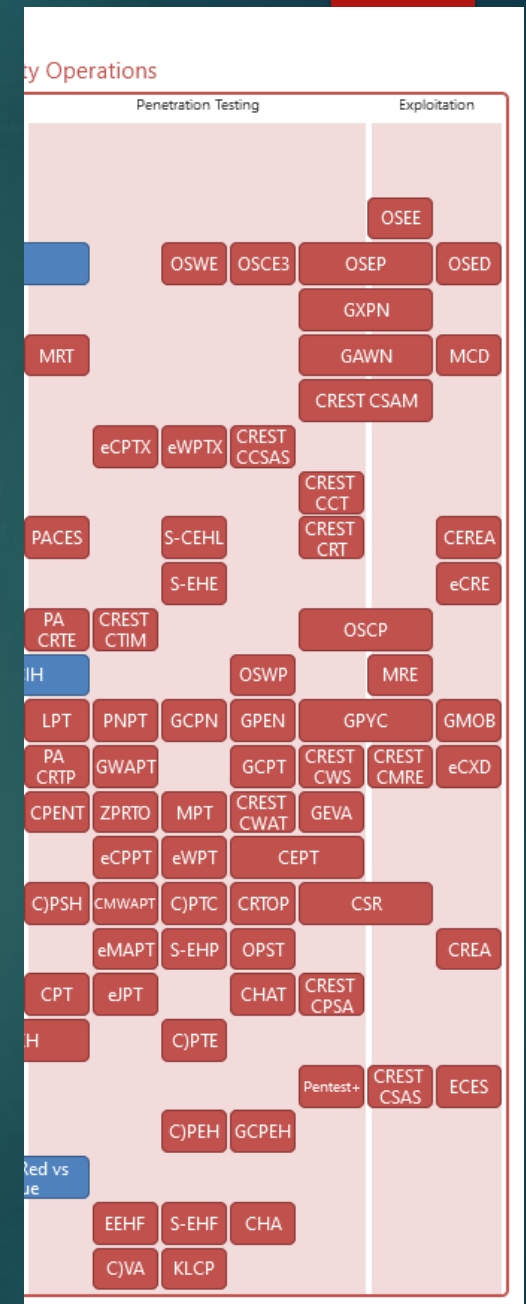 ty Operations
Penetration Testing Exploitation
OSEE
OSWE OSCE3 OSEP OSED
GXPN
MRT GAWN MCD
CREST CSAM
eCPTX eWPTX CREST
CCSAS
CREST
CCT
PACES S-CEHL CREST
CRT CEREA
S-EHE eCRE
PA
CRTE CREST
CTIM OSCP
IH OSWP MRE
LPT PNPT GCPN GPEN GPYC GMOB
PA
CRTP GWAPT GCPT CREST
CWS CREST
CMRE eCXD
CPENT ZPRTO MPT CREST
CWAT GEVA
eCPPT eWPT CEPT
C)PSH CMWAPT C)PTC CRTOP CSR
eMAPT S-EHP OPST CREA
CPT eJPT CHAT CREST
CPSA
H C)PTE
Pentest+ CREST
CSAS ECES
C)PEH GCPEH
Red vs
ue
EEHF S-EHF CHA
C)VA KLCP